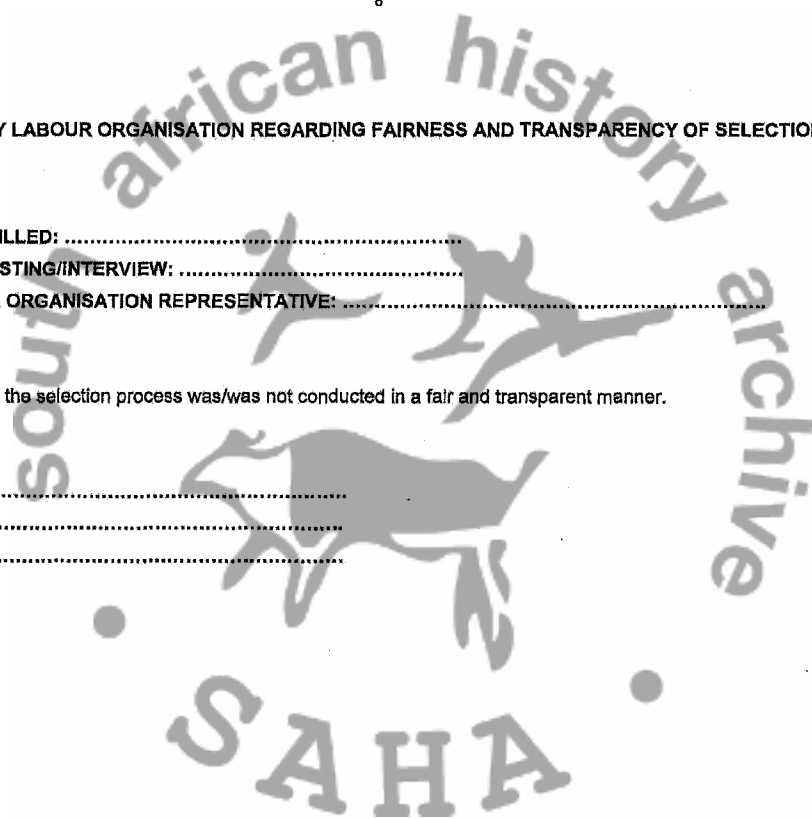 8
Y LABOUR ORGANISATION REGARDING FAIRNESS AND TRANSPARENCY OF SELECTIO
ILLED: ..........................................................
STING/INTERVIEW: ..........................................
ORGANISATION REPRESENTATIVE: ..............................................................
the selection process was/was not conducted in a fair and transparent manner.
..........................................................
..........................................................
..........................................................
south african history archive
SAHA